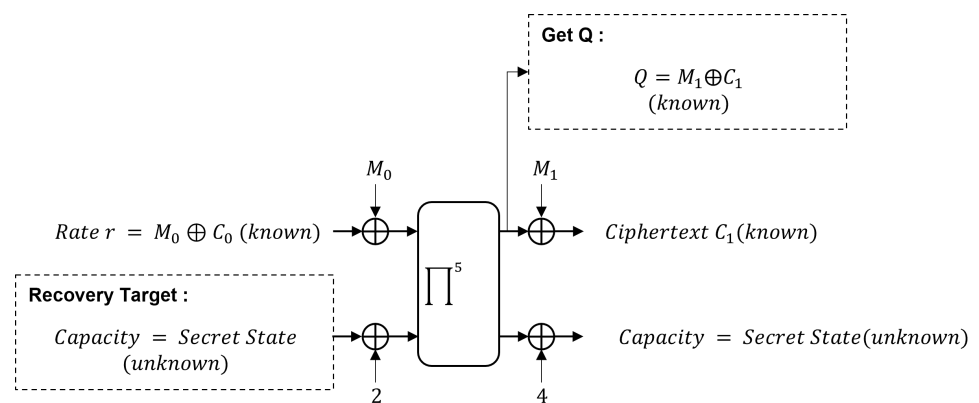 Get Q :
Q = M₁⊕C₁
(known)
M₀
M₁
Rate r = M₀ ⊕ C₀ (known)
Ciphertext C₁(known)
∏⁵
Recovery Target :
Capacity = Secret State
(unknown)
Capacity = Secret State(unknown)
2
4